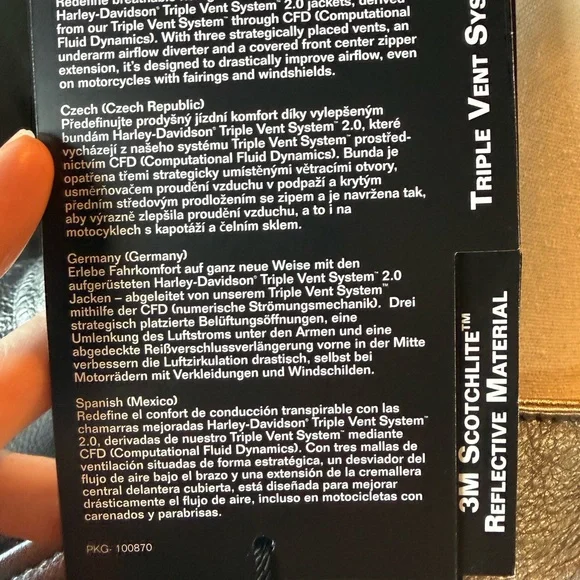 Redefine breathable
Harley-Davidson® Triple Vent System™ 2.0 jackets, derived
from our Triple Vent System™ through CFD (Computational
Fluid Dynamics). With three strategically placed vents, an
underarm airflow diverter and a covered front center zipper
extension, it's designed to drastically improve airflow, even
on motorcycles with fairings and windshields.
Czech (Czech Republic)
Předefinujte prodyšný jízdní komfort díky vylepšeným
bundám Harley-Davidson® Triple Vent System™ 2.0, které
vycházejí z našeho systému Triple Vent System™ prostřed-
nictvím CFD (Computational Fluid Dynamics). Bunda je
opatřena třemi strategicky umístěnými větracími otvory,
usměrňovačem proudění vzduchu v podpaží a krytým
předním středovým prodloužením se zipem a je navržena tak,
aby výrazně zlepšila proudění vzduchu, a to i na
motocyklech s kapotáží a čelním sklem.
Germany (Germany)
Erlebe Fahrkomfort auf ganz neue Weise mit den
aufgerüsteten Harley-Davidson® Triple Vent System™ 2.0
Jacken – abgeleitet von unserem Triple Vent System™
mithilfe der CFD (numerische Strömungsmechanik). Drei
strategisch platzierte Belüftungsöffnungen, eine
Umlenkung des Luftstroms unter den Armen und eine
abgedeckte Reißverschlussverlängerung vorne in der Mitte
verbessern die Luftzirkulation drastisch, selbst bei
Motorrädern mit Verkleidungen und Windschilden.
Spanish (Mexico)
Redefine el confort de conducción transpirable con las
chamarras mejoradas Harley-Davidson® Triple Vent System™
2.0, derivadas de nuestro Triple Vent System™ mediante
CFD (Computational Fluid Dynamics). Con tres mallas de
ventilación situadas de forma estratégica, un desviador del
flujo de aire bajo el brazo y una extensión de la cremallera
central delantera cubierta, está diseñada para mejorar
drásticamente el flujo de aire, incluso en motocicletas con
carenados y parabrisas.
PKG- 100870
TRIPLE VENT SYS
3M SCOTCHLITE™
REFLECTIVE MATERIAL